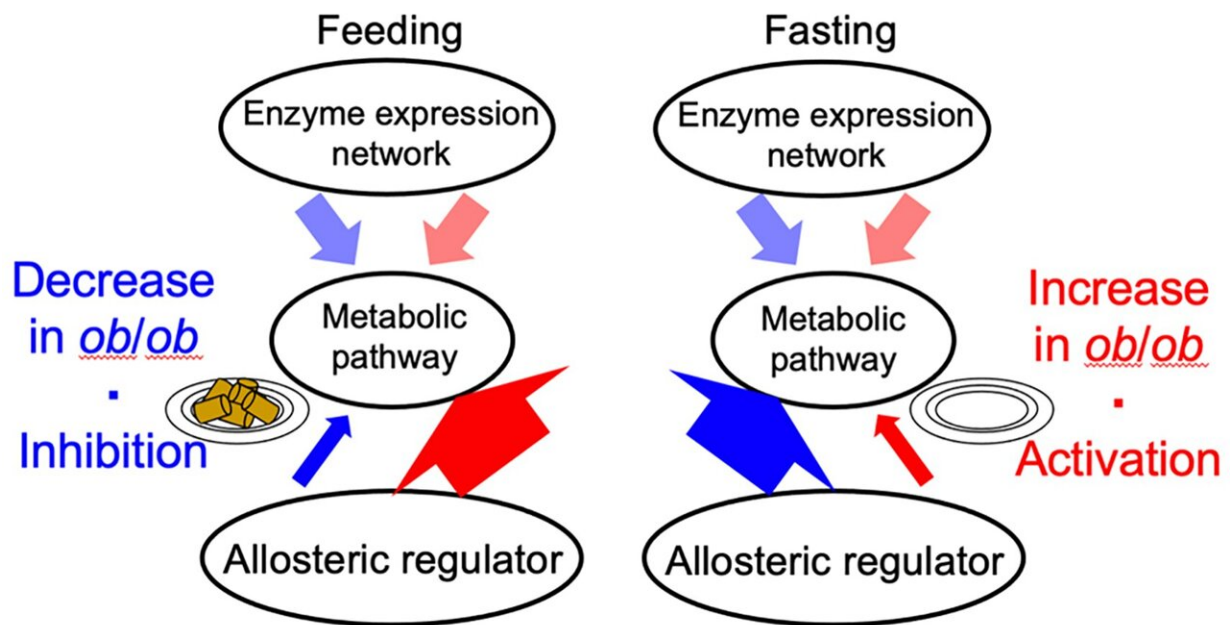 Feeding
Fasting
Enzyme expression
network
Enzyme expression
network
Decrease
in ob/ob
·
Inhibition
Metabolic
pathway
Metabolic
pathway
Increase
in ob/ob
·
Activation
Allosteric regulator
Allosteric regulator